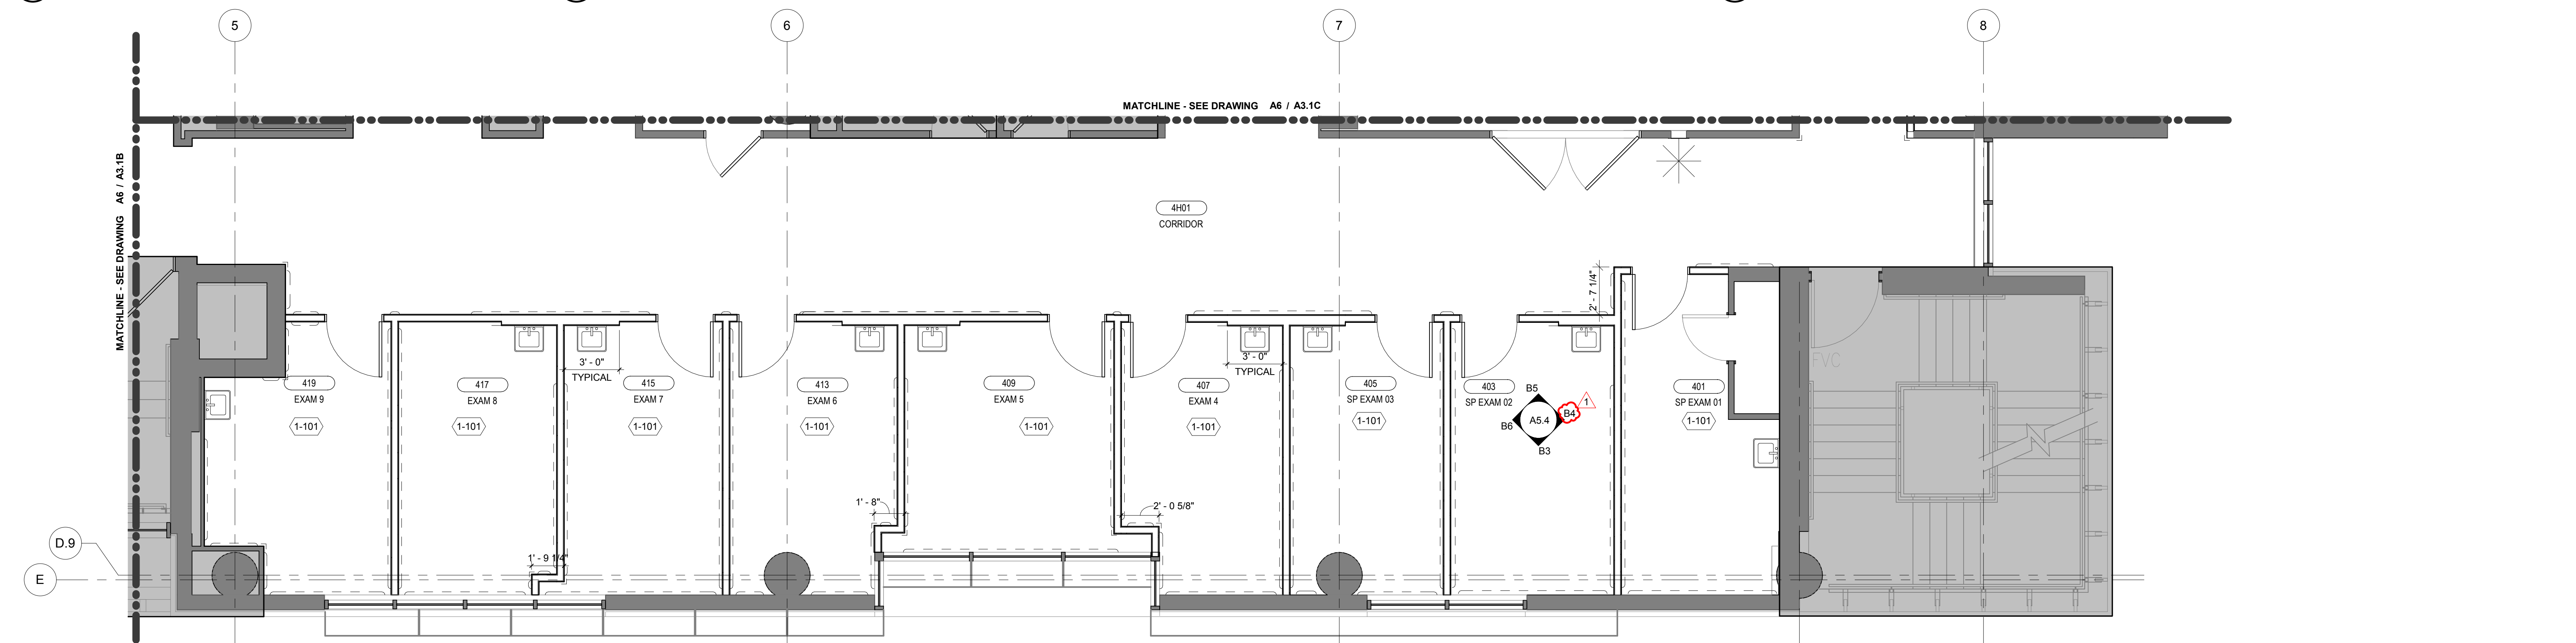 5
6
7
8
MATCHLINE - SEE DRAWING A6 / A3.1C
MATCHLINE - SEE DRAWING A6 / A3.1B
4H01
CORRIDOR
2' - 7 1/4"
3' - 0"
TYPICAL
3' - 0"
TYPICAL
FVC
419
EXAM 9
1-101
417
EXAM 8
1-101
415
EXAM 7
1-101
413
EXAM 6
1-101
409
EXAM 5
1-101
407
EXAM 4
1-101
405
SP EXAM 03
1-101
403
SP EXAM 02
B5
B4
1
A5.4
B6
B3
401
SP EXAM 01
1-101
1' - 8"
2' - 0 5/8"
1' - 9 1/4"
D.9
E